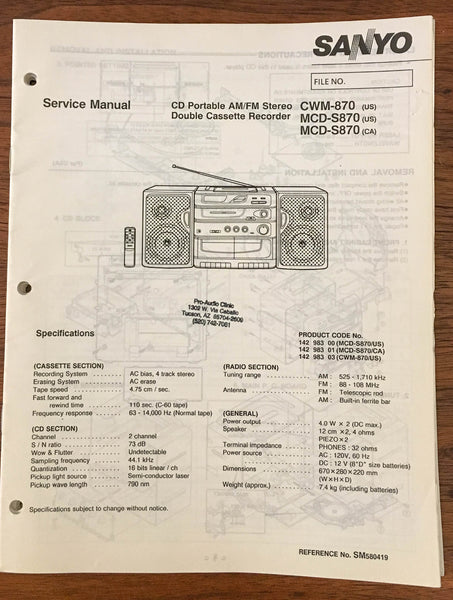 SANYO
FILE NO.
Service Manual
CD Portable AM/FM Stereo
Double Cassette Recorder
CWM-870 (US)
MCD-S870 (US)
MCD-S870 (CA)
Pro-Audio Clinic
1309 W. Via Caballo
Tucson, AZ 85704-2609
(520) 742-7081
Specifications
PRODUCT CODE No.
142 983 00 (MCD-S870/US)
142 983 01 (MCD-S870/CA)
142 983 03 (CWM-870/US)
(CASSETTE SECTION)
Recording System AC bias, 4 track stereo
Erasing System AC erase
Tape speed 4.75 cm / sec.
Fast forward and
rewind time 110 sec. (C-60 tape)
Frequency response 63 - 14,000 Hz (Normal tape)
(CD SECTION)
Channel 2 channel
S / N ratio 73 dB
Wow & Flutter Undetectable
Sampling frequency 44.1 kHz
Quantization 16 bits linear / ch
Pickup light source Semi-conductor laser
Pickup wave length 790 nm
(RADIO SECTION)
Tuning range AM : 525 - 1,710 kHz
FM : 88 - 108 MHz
Antenna FM : Telescopic rod
AM : Built-in ferrite bar
(GENERAL)
Power output 4.0 W × 2 (DC max.)
Speaker 12 cm × 2, 4 ohms
PIEZO × 2
Terminal impedance PHONES: 32 ohms
Power source AC : 120V, 60 Hz
DC : 12 V (8"D" size batteries)
Dimensions 670 × 280 × 220 mm
(W × H × D)
Weight (approx.) 7.4 kg (including batteries)
Specifications subject to change without notice.
REFERENCE No. SM580419